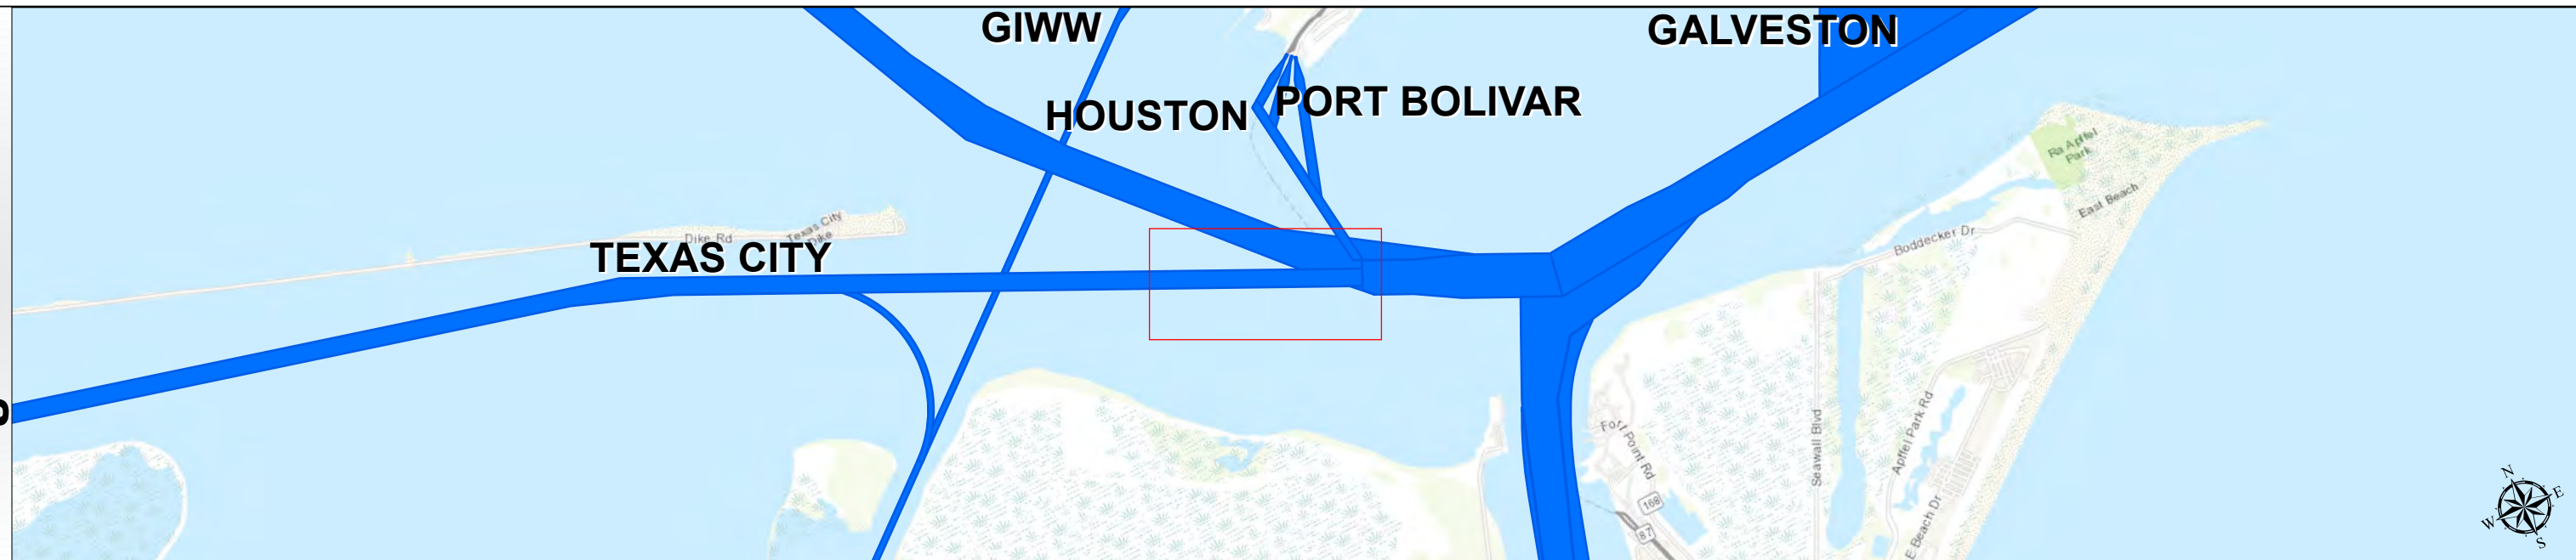 GIWW
GALVESTON
HOUSTON
PORT BOLIVAR
Ra Apffel
Park
East Beach
Texas City
Dike
Dike Rd
Boddecker Dr
TEXAS CITY
Seawall Blvd
Apffel Park Rd
Fort Point Rd
168
87
E Beach Dr
N
E
W
S